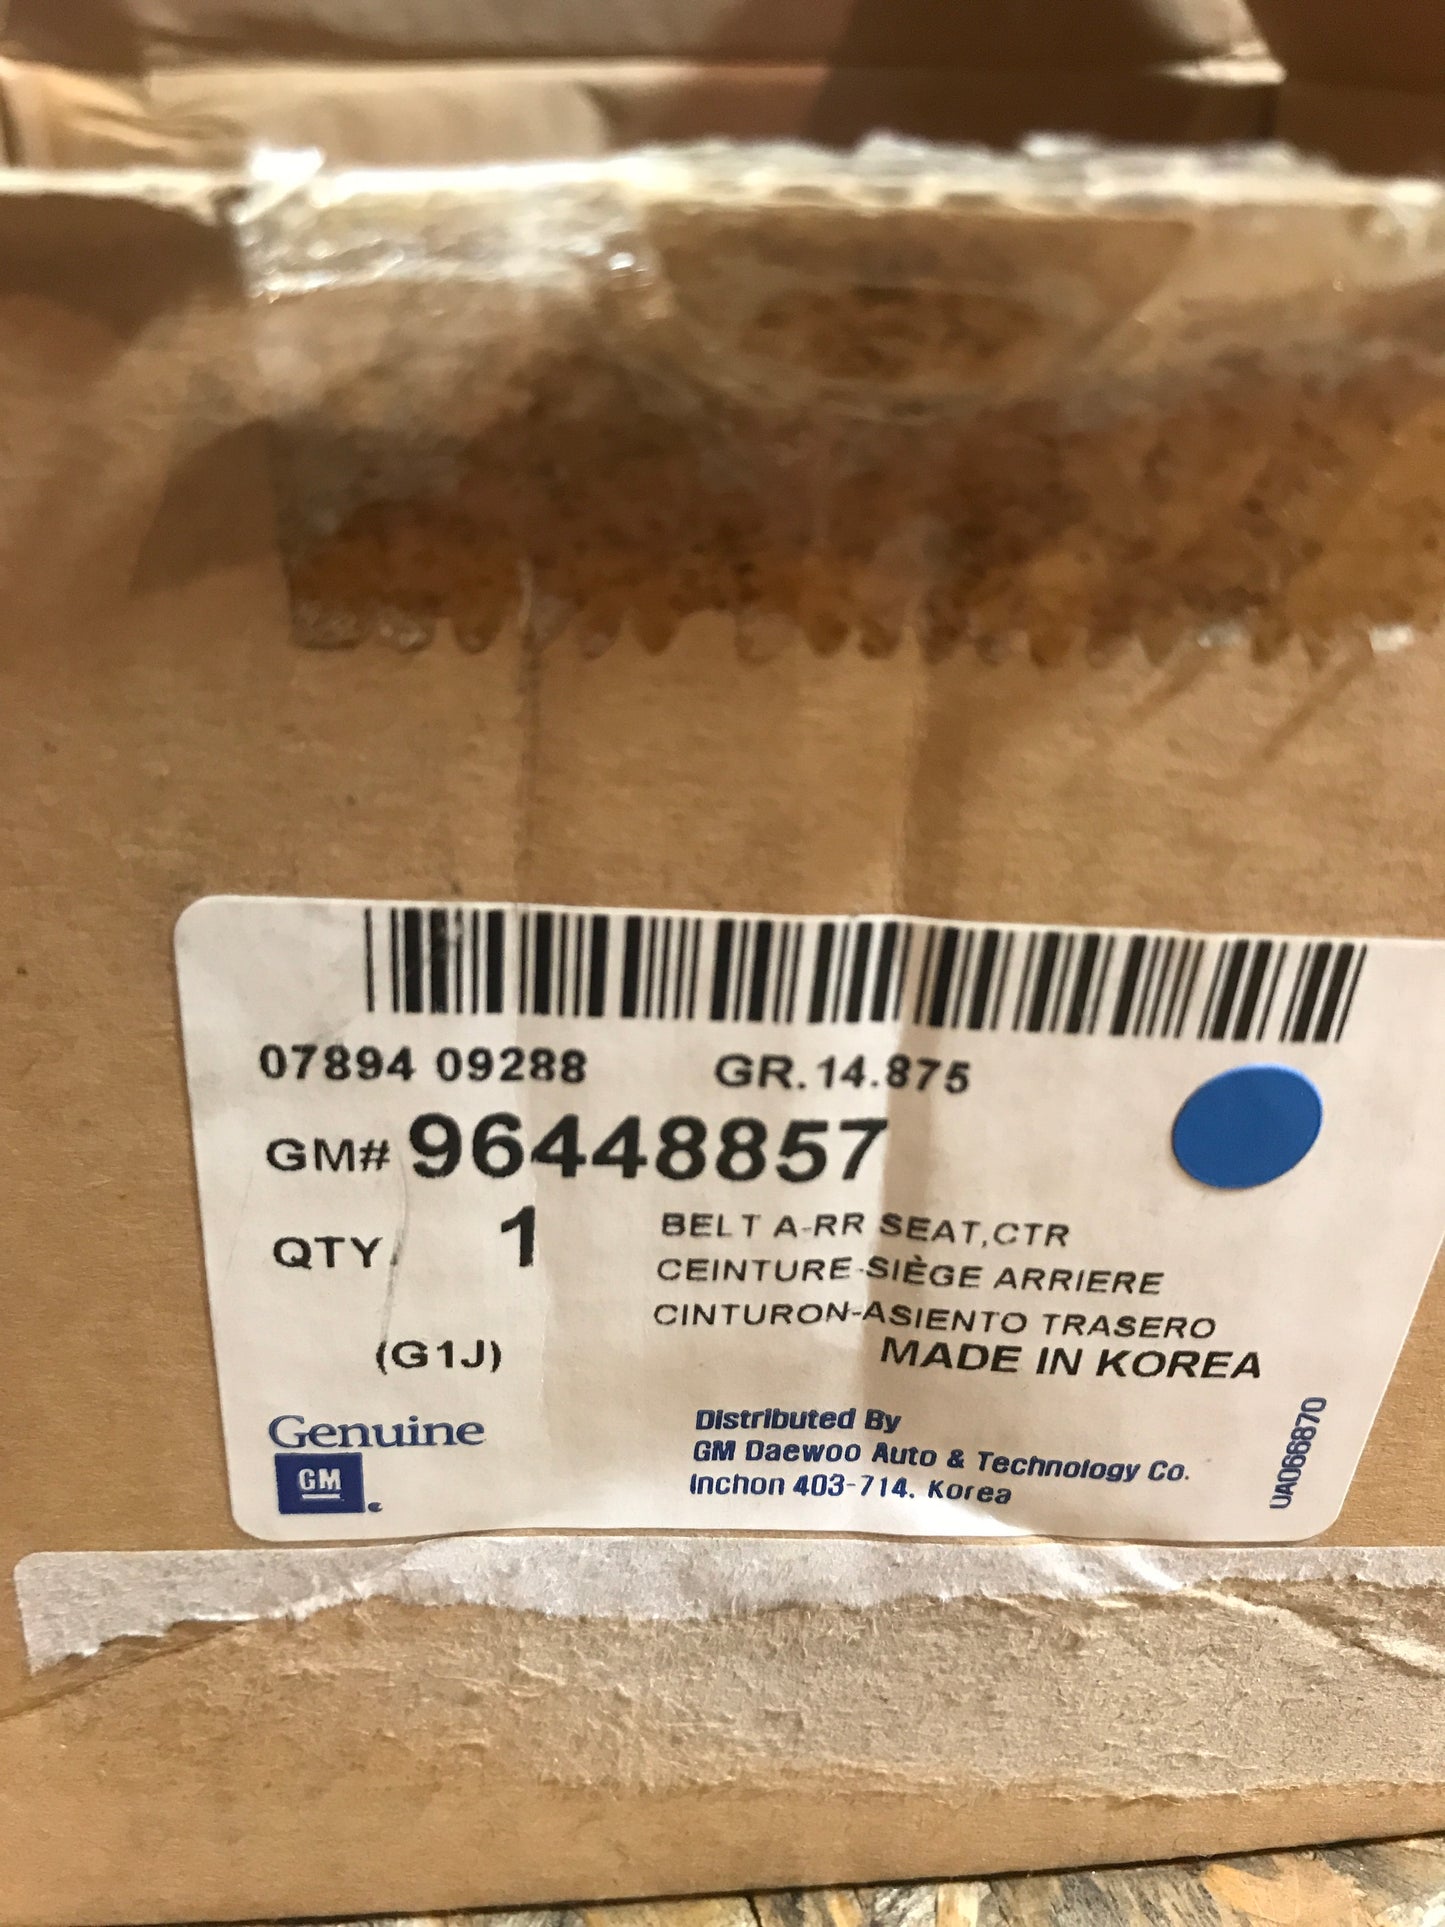 07894 09288 GR.14.875
GM# 96448857
QTY. 1 BELT A-RR SEAT,CTR
CEINTURE-SIÈGE ARRIERE
CINTURON-ASIENTO TRASERO
(G1J) MADE IN KOREA
Genuine
GM
Distributed By
GM Daewoo Auto & Technology Co.
Inchon 403-714. Korea
UA066870